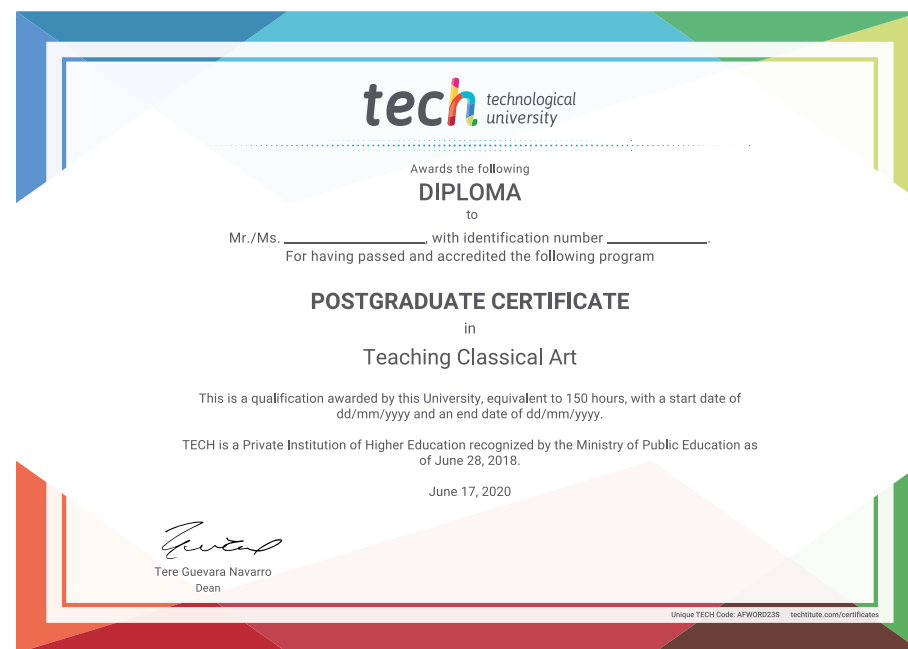 tech technological
university
Awards the following
DIPLOMA
to
Mr./Ms. ____________________, with identification number ______________.
For having passed and accredited the following program
POSTGRADUATE CERTIFICATE
in
Teaching Classical Art
This is a qualification awarded by this University, equivalent to 150 hours, with a start date of
dd/mm/yyyy and an end date of dd/mm/yyyy.
TECH is a Private Institution of Higher Education recognized by the Ministry of Public Education as
of June 28, 2018.
June 17, 2020
Tere Guevara Navarro
Dean
Unique TECH Code: AFWORD23S techtitute.com/certificates